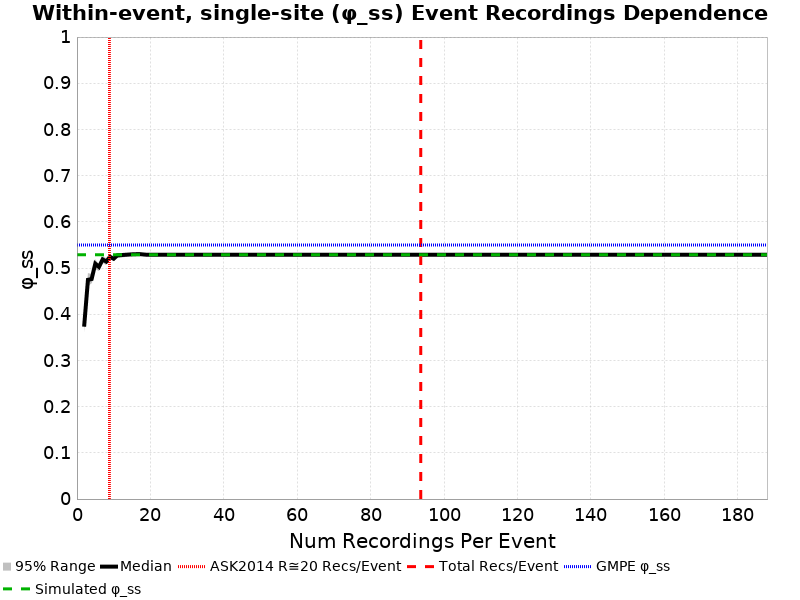 Within-event, single-site (φ_ss) Event Recordings Dependence
1
0.9
0.8
0.7
0.6
0.5
0.4
0.3
0.2
0.1
0
φ_ss
0 20 40 60 80 100 120 140 160 180
Num Recordings Per Event
95% Range Median ASK2014 R≅20 Recs/Event Total Recs/Event GMPE φ_ss
Simulated φ_ss